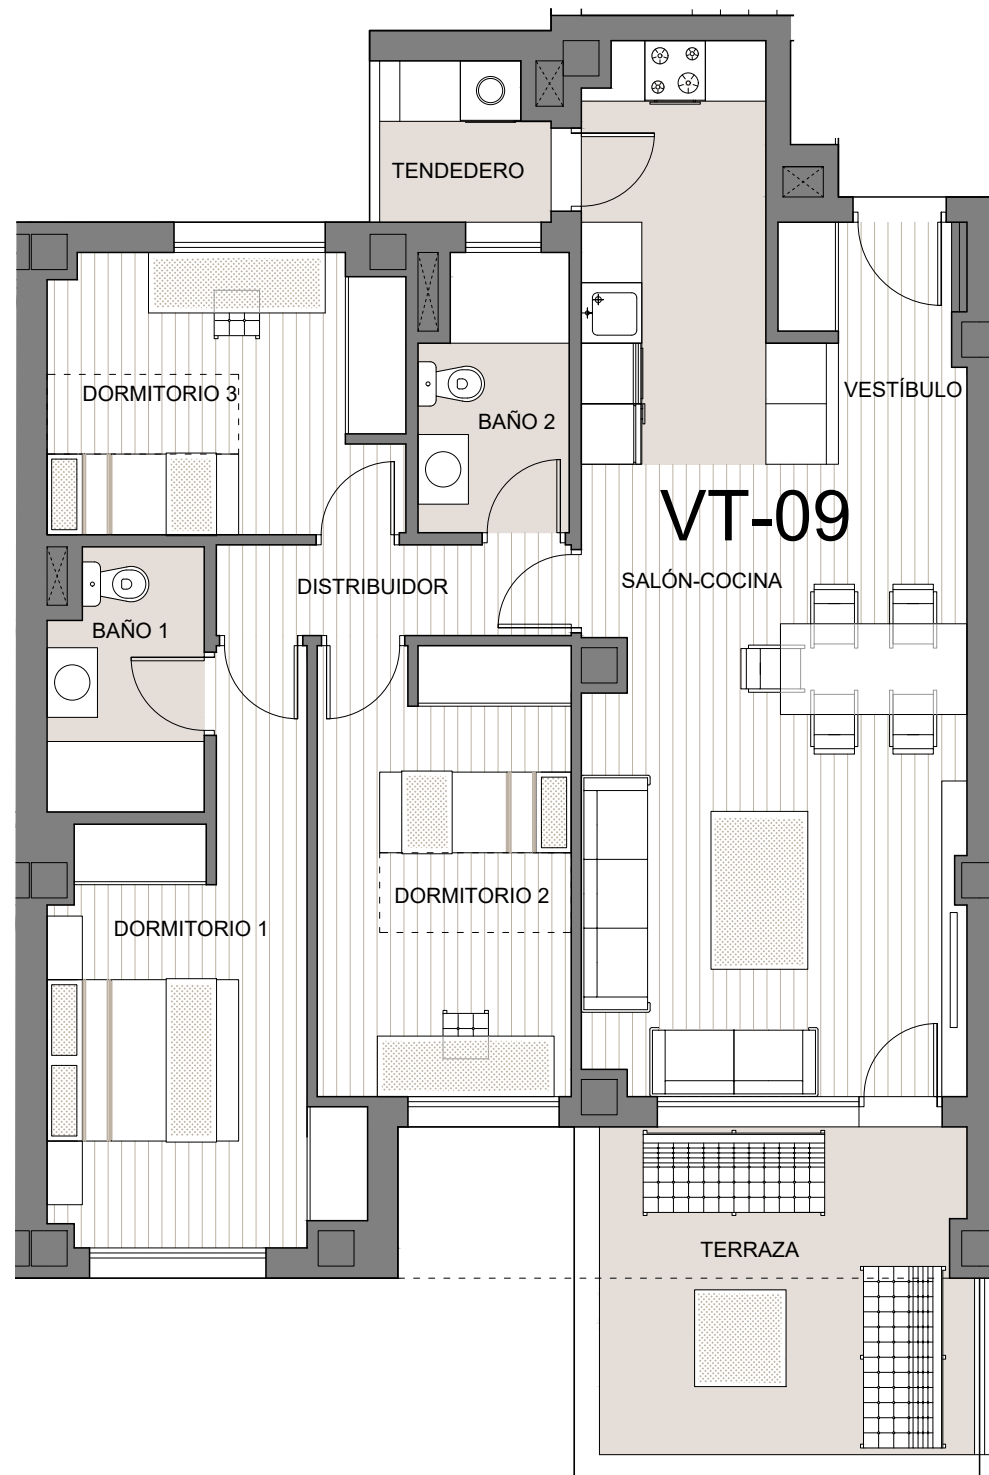 TENDEDERO
DORMITORIO 3
VESTÍBULO
BAÑO 2
VT-09
SALÓN-COCINA
DISTRIBUIDOR
BAÑO 1
DORMITORIO 2
DORMITORIO 1
TERRAZA